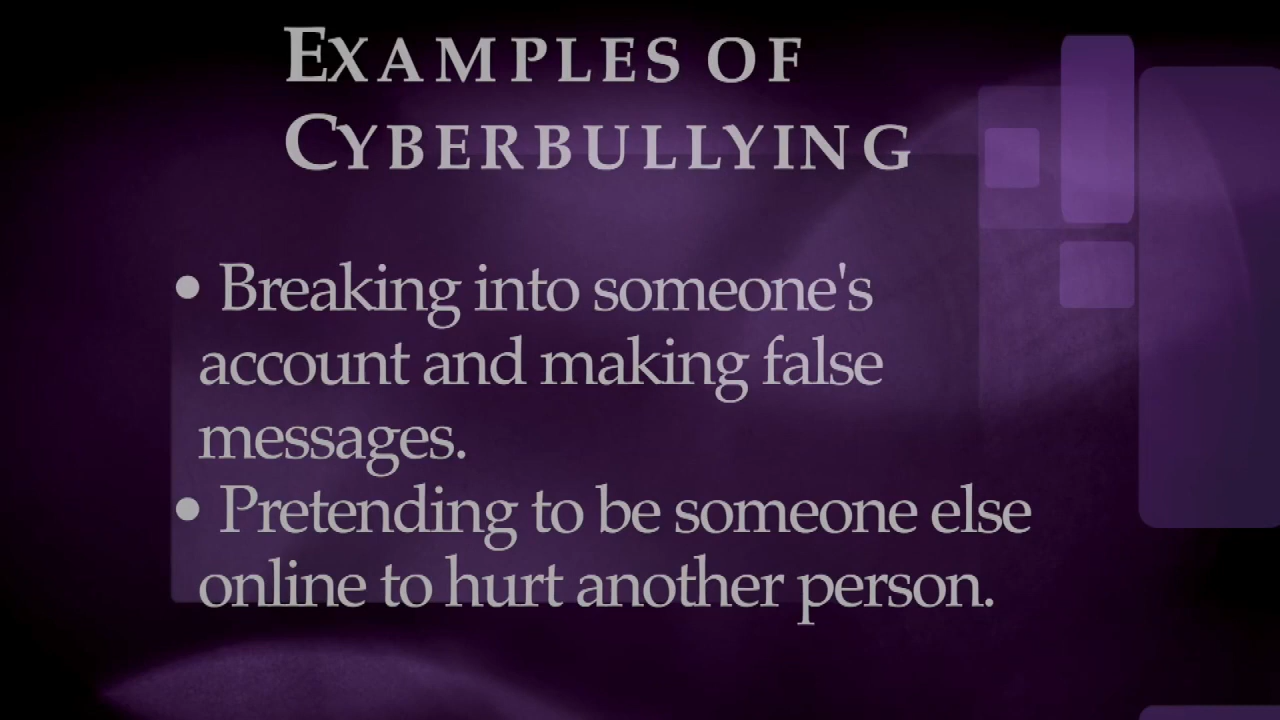 EXAMPLES OF
CYBERBULLYING
• Breaking into someone's
account and making false
messages.
• Pretending to be someone else
online to hurt another person.